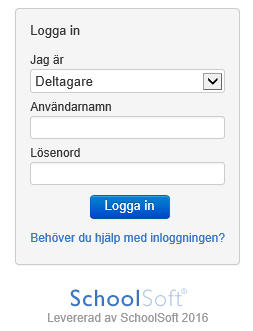 Logga in
Jag är
Deltagare
Användarnamn
Lösenord
Logga in
Behöver du hjälp med inloggningen?
SchoolSoft®
Levererad av SchoolSoft 2016